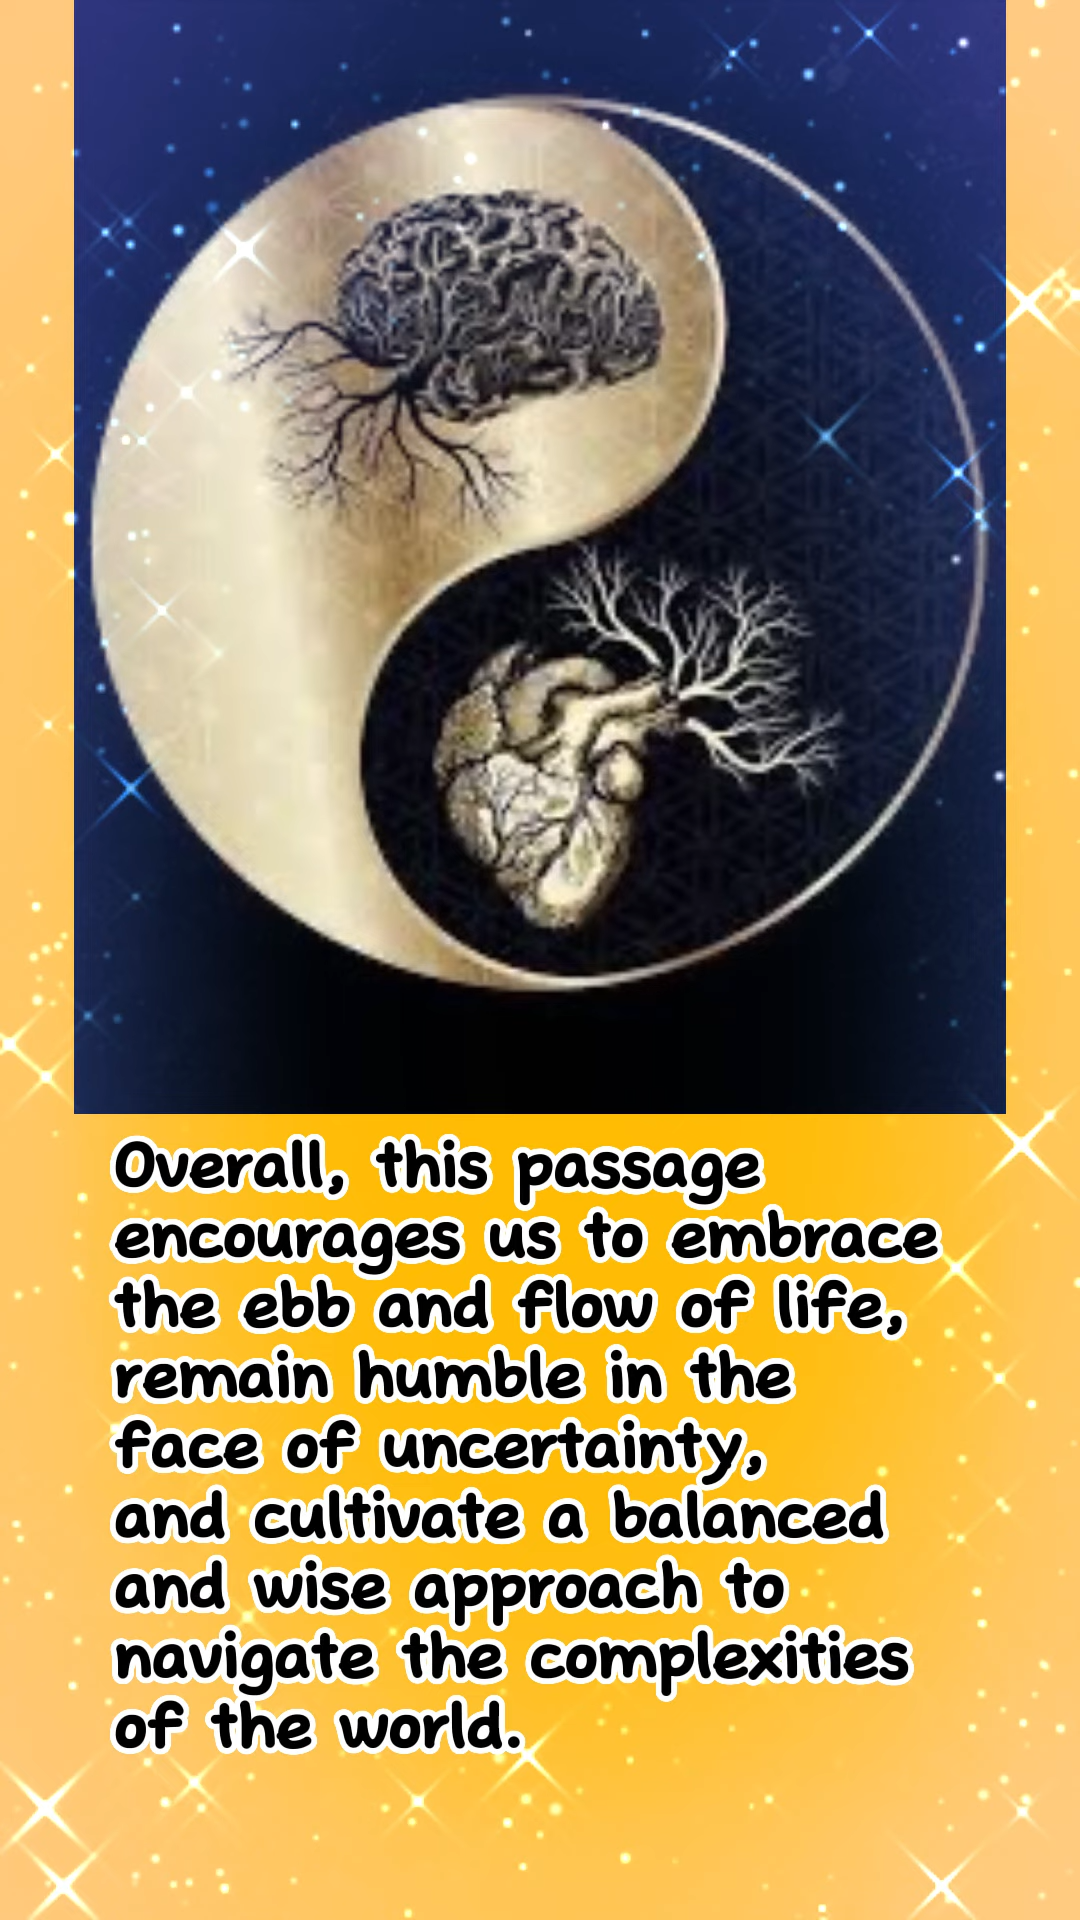 Overall, this passage
encourages us to embrace
the ebb and flow of life,
remain humble in the
face of uncertainty,
and cultivate a balanced
and wise approach to
navigate the complexities
of the world.